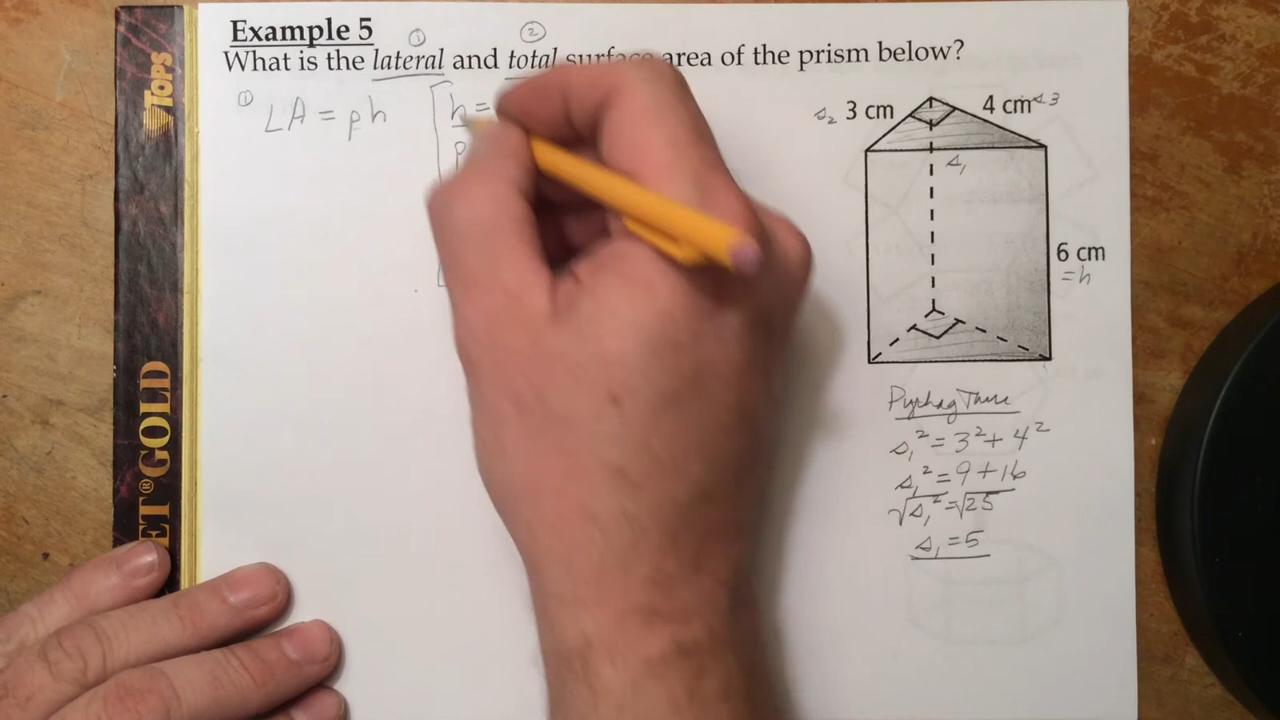 Example 5
① ②
What is the lateral and total surface area of the prism below?
① LA = ph
h =
p
s₂ 3 cm
4 cm s3
s₁
6 cm
= h
s₁² = 3² + 4²
s₁² = 9 + 16
√s₁² = √25
s₁ = 5
TOPS
ET®GOLD